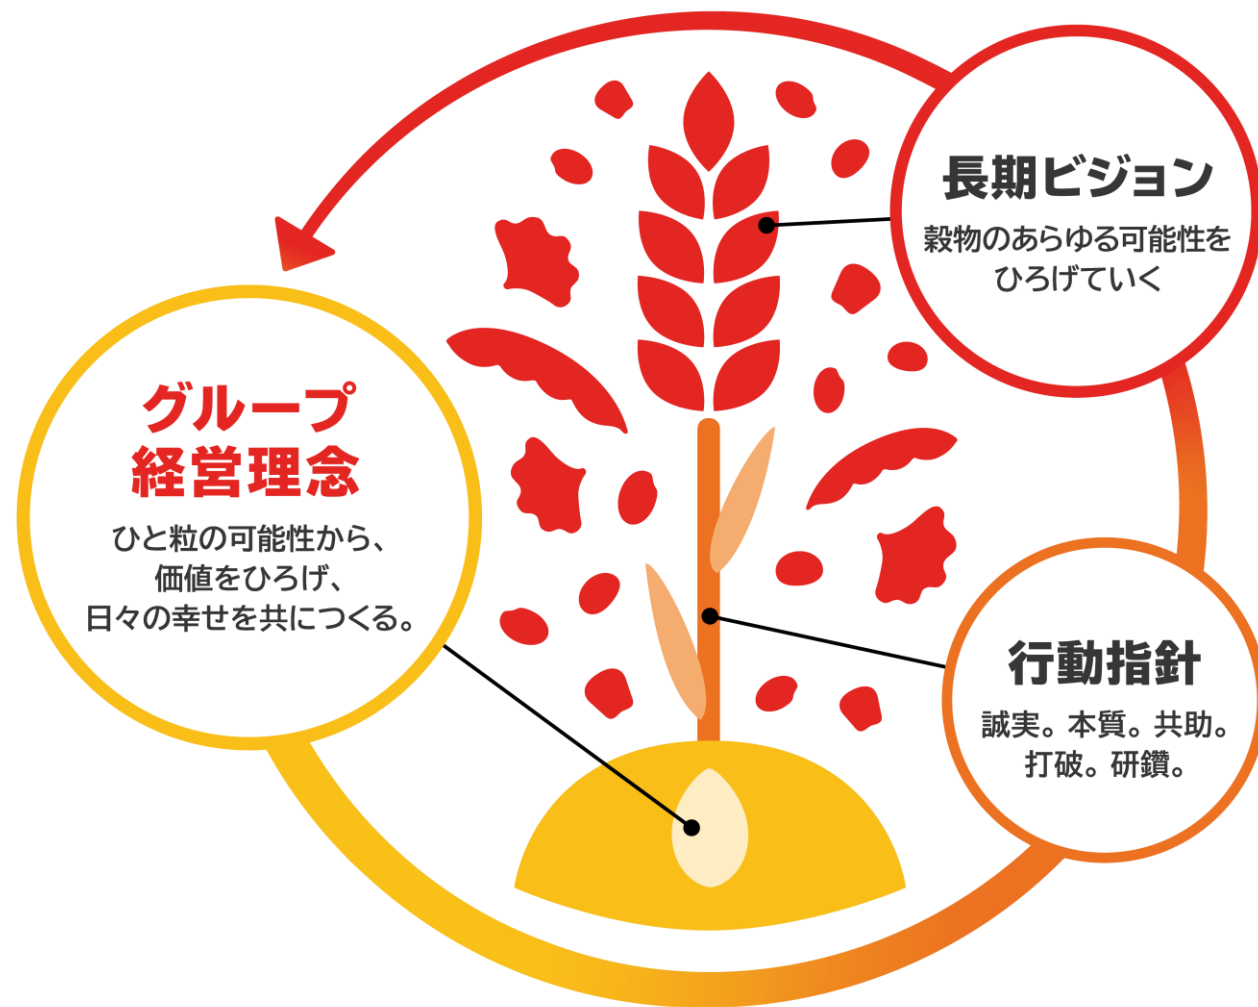 長期ビジョン
穀物のあらゆる可能性を
ひろげていく
グループ
経営理念
ひと粒の可能性から、
価値をひろげ、
日々の幸せを共につくる。
行動指針
誠実。本質。共助。
打破。研鑽。